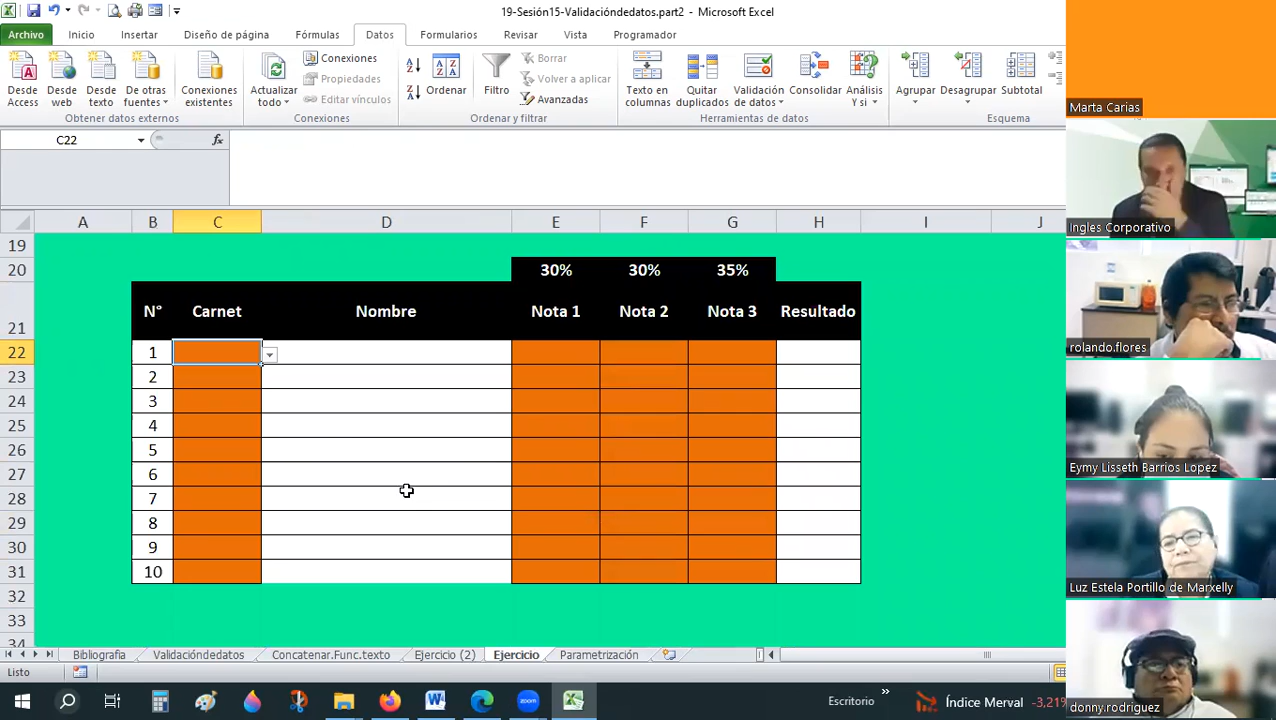 19-Sesión15-Validacióndedatos.part2 - Microsoft Excel
Archivo Inicio Insertar Diseño de página Fórmulas Datos Formularios Revisar Vista Programador
Desde Access
Desde web
Desde texto
De otras fuentes
Conexiones existentes
Obtener datos externos
Actualizar todo
Conexiones
Propiedades
Editar vínculos
Conexiones
Ordenar
Filtro
Borrar
Volver a aplicar
Avanzadas
Ordenar y filtrar
Texto en columnas
Quitar duplicados
Validación de datos
Consolidar
Análisis Y si
Herramientas de datos
Agrupar
Desagrupar
Subtotal
Esquema
C22 fx
A B C D E F G H I J
19
20 30% 30% 35%
21 N° Carnet Nombre Nota 1 Nota 2 Nota 3 Resultado
22 1
23 2
24 3
25 4
26 5
27 6
28 7
29 8
30 9
31 10
32
33
34
Bibliografia Validacióndedatos Concatenar.Func.texto Ejercicio (2) Ejercicio Parametrización
Listo
Escritorio » Índice Merval -3,21%
Marta Carias
Ingles Corporativo
rolando.flores
Eymy Lisseth Barrios Lopez
Luz Estela Portillo de Marxelly
donny.rodriguez
zoom